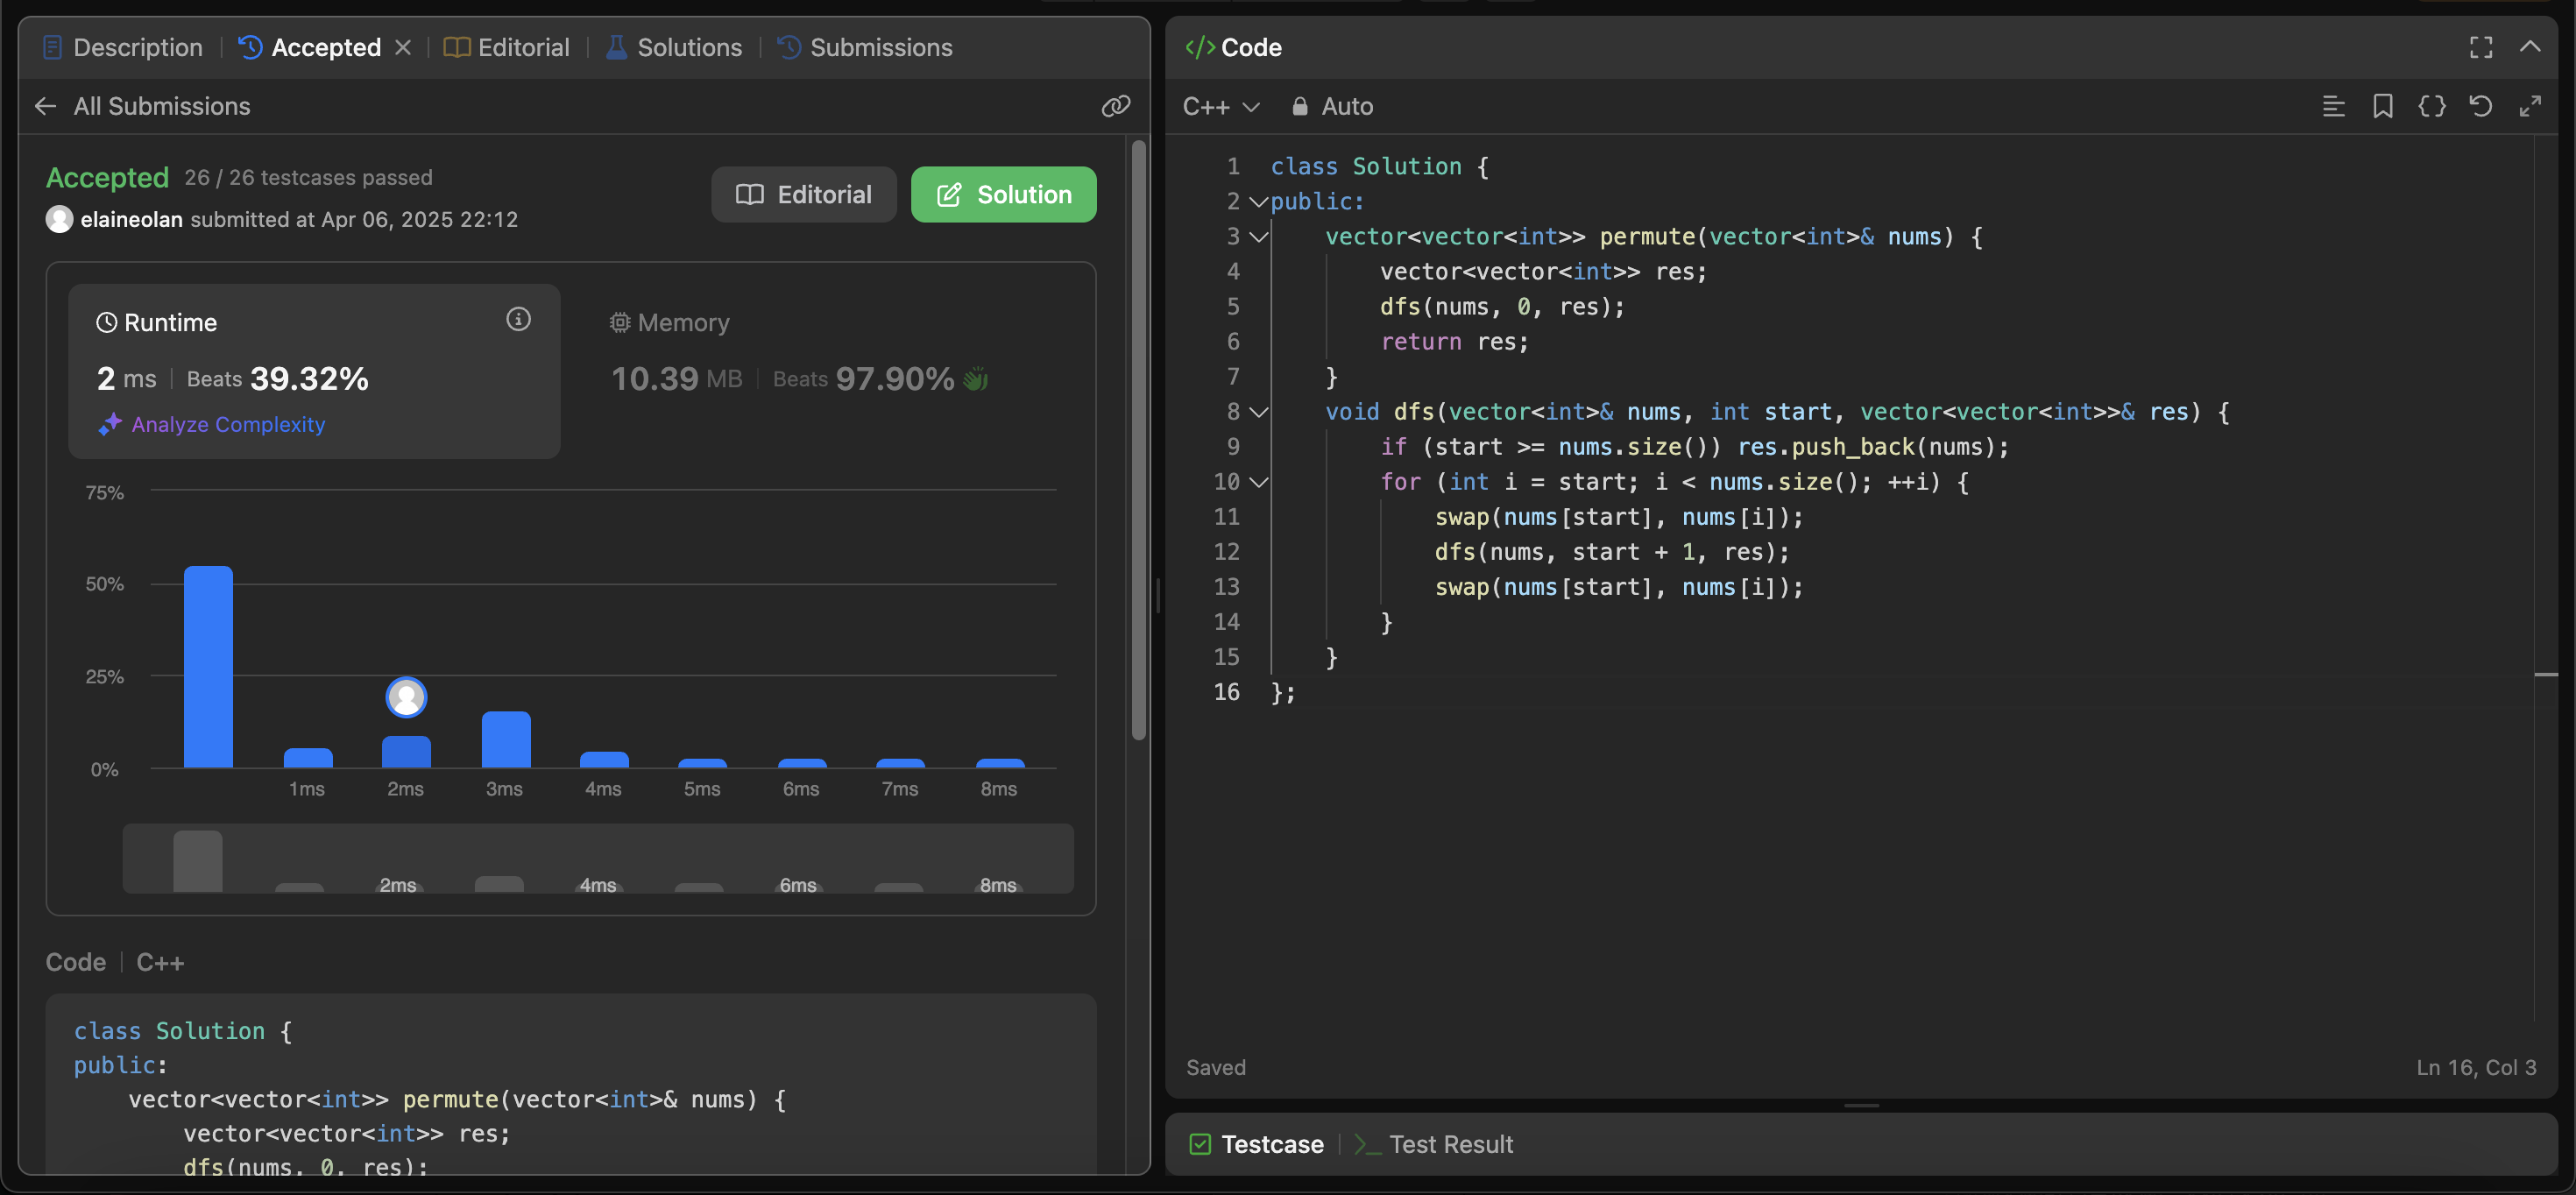 Description | Accepted | Editorial | Solutions | Submissions
All Submissions
Accepted 26 / 26 testcases passed
elaineolan submitted at Apr 06, 2025 22:12
Editorial
Solution
Runtime
2 ms | Beats 39.32%
Analyze Complexity
Memory
10.39 MB | Beats 97.90%
75%
50%
25%
0%
1ms 2ms 3ms 4ms 5ms 6ms 7ms 8ms
2ms 4ms 6ms 8ms
Code | C++
class Solution {
public:
    vector<vector<int>> permute(vector<int>& nums) {
        vector<vector<int>> res;
        dfs(nums, 0, res);
</> Code
C++ Auto
1 class Solution {
2 public:
3     vector<vector<int>> permute(vector<int>& nums) {
4         vector<vector<int>> res;
5         dfs(nums, 0, res);
6         return res;
7     }
8     void dfs(vector<int>& nums, int start, vector<vector<int>>& res) {
9         if (start >= nums.size()) res.push_back(nums);
10         for (int i = start; i < nums.size(); ++i) {
11             swap(nums[start], nums[i]);
12             dfs(nums, start + 1, res);
13             swap(nums[start], nums[i]);
14         }
15     }
16 };
Saved
Ln 16, Col 3
Testcase | Test Result